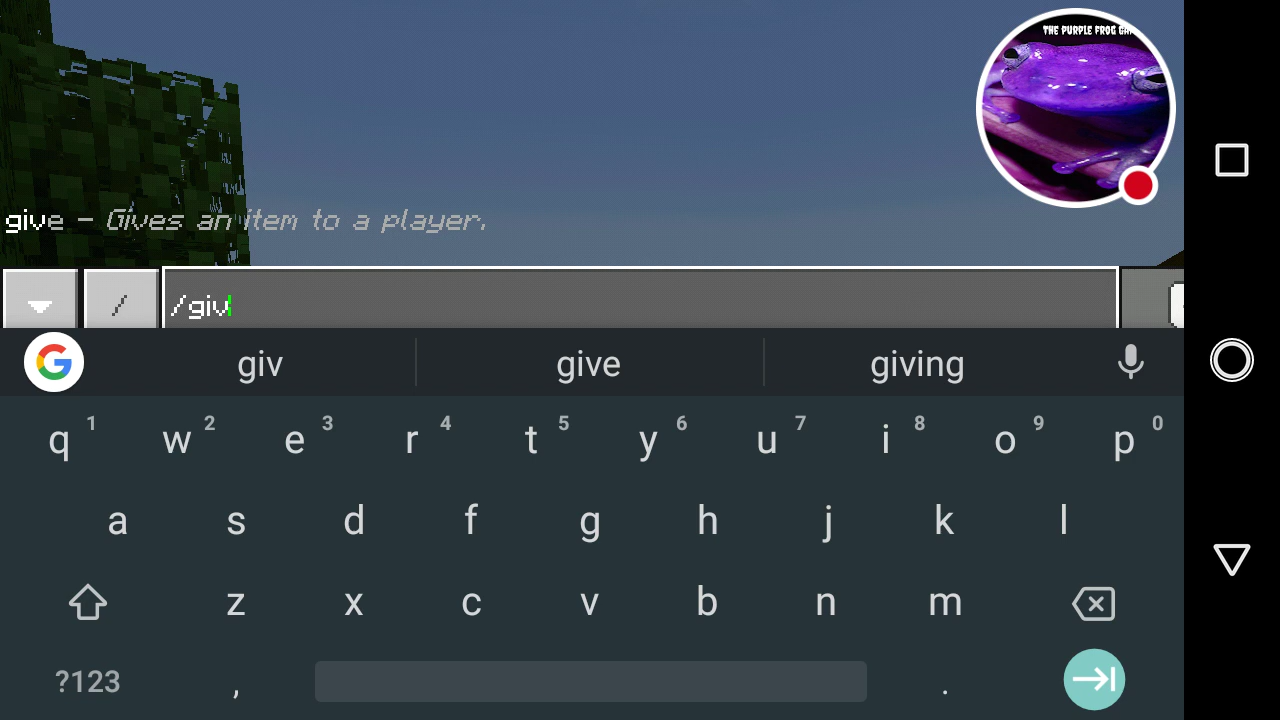 THE PURPLE FROG GA
give – Gives an item to a player.
/
/giv
giv give giving
q 1 w 2 e 3 r 4 t 5 y 6 u 7 i 8 o 9 p 0
a s d f g h j k l
z x c v b n m
?123 , .